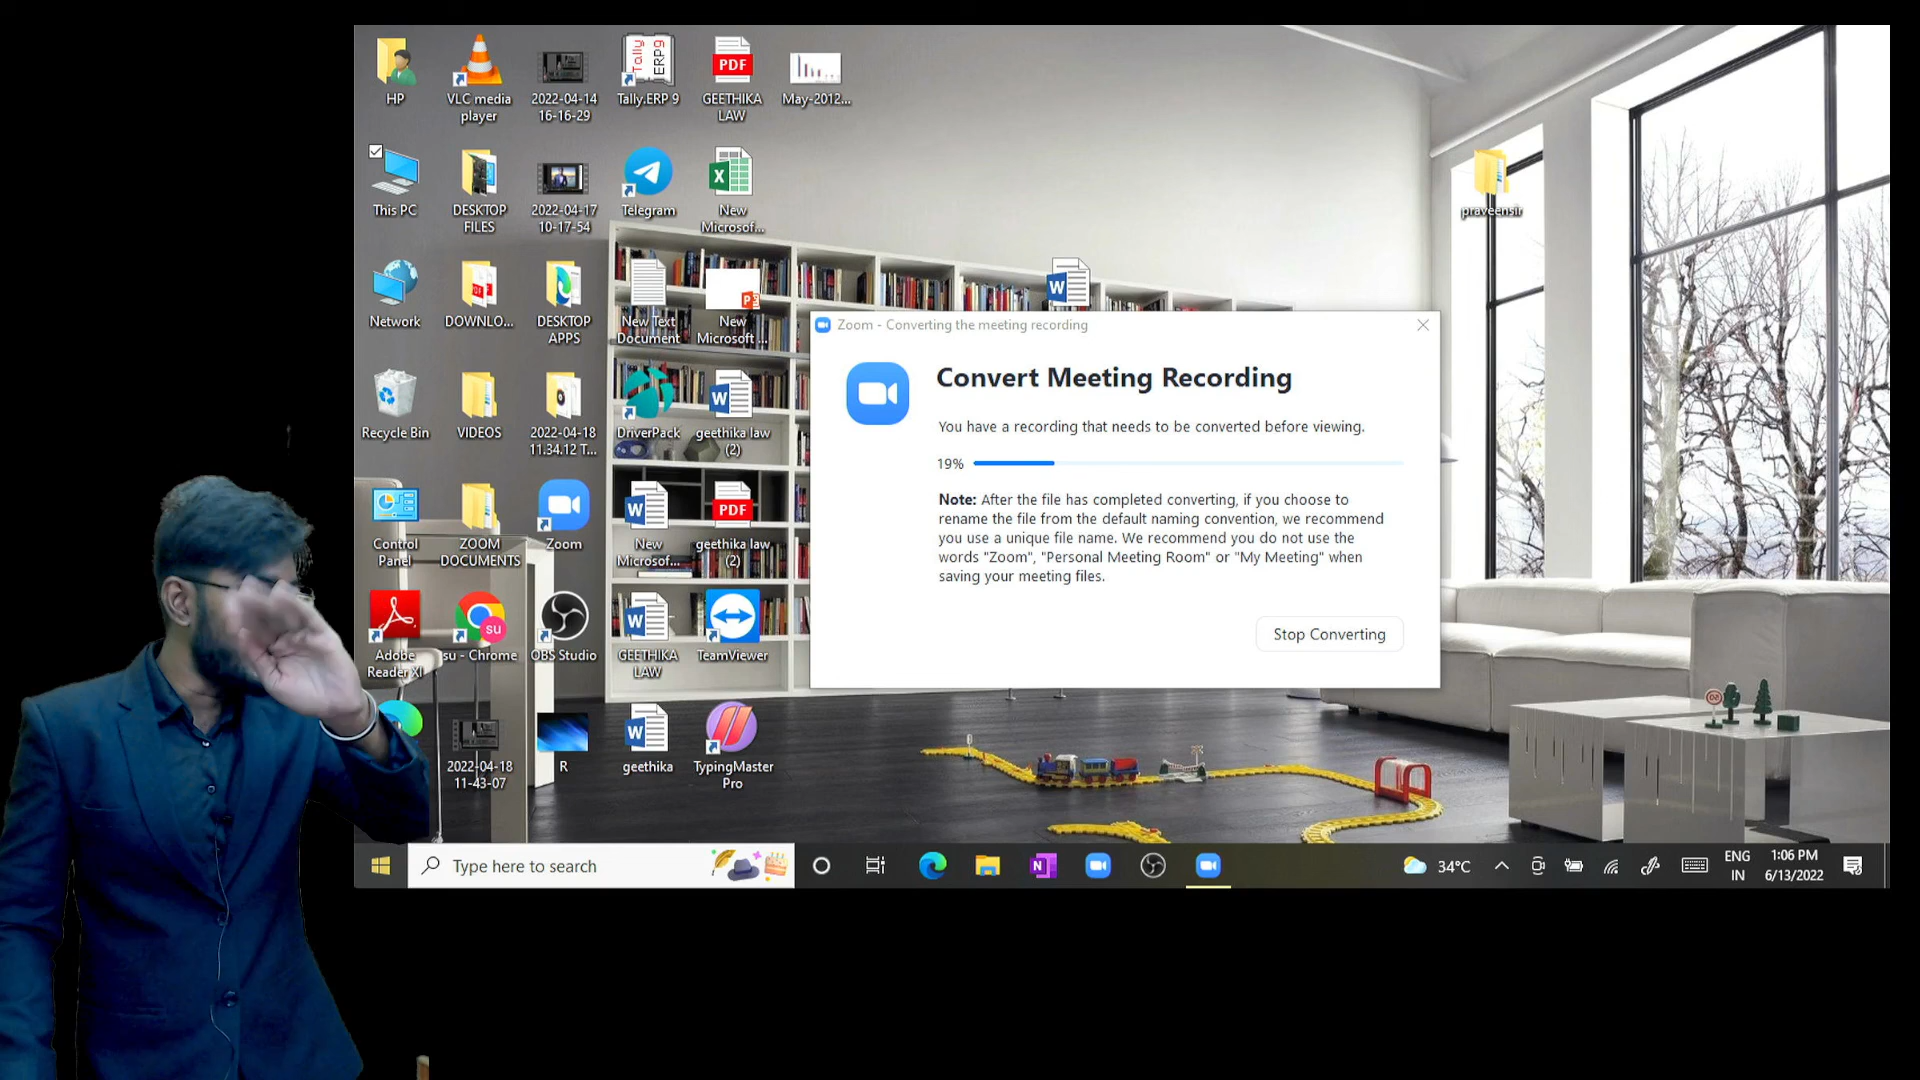 HP
VLC media
player
2022-04-14
16-16-29
Tally
ERP9
Tally.ERP 9
PDF
GEETHIKA
LAW
May-2012...
This PC
DESKTOP
FILES
2022-04-17
10-17-54
Telegram
New
Microsof...
praveensir
Network
DOWNLO...
DESKTOP
APPS
New Text
Document
New
Microsoft ...
Recycle Bin
VIDEOS
2022-04-18
11.34.12 T...
DriverPack
geethika law
(2)
Control
Panel
ZOOM
DOCUMENTS
Zoom
New
Microsof...
PDF
geethika law
(2)
Adobe
Reader XI
su
su - Chrome
OBS Studio
GEETHIKA
LAW
TeamViewer
2022-04-18
11-43-07
R
geethika
TypingMaster
Pro
Zoom - Converting the meeting recording
Convert Meeting Recording
You have a recording that needs to be converted before viewing.
19%
Note: After the file has completed converting, if you choose to
rename the file from the default naming convention, we recommend
you use a unique file name. We recommend you do not use the
words "Zoom", "Personal Meeting Room" or "My Meeting" when
saving your meeting files.
Stop Converting
Type here to search
34°C
ENG
IN
1:06 PM
6/13/2022